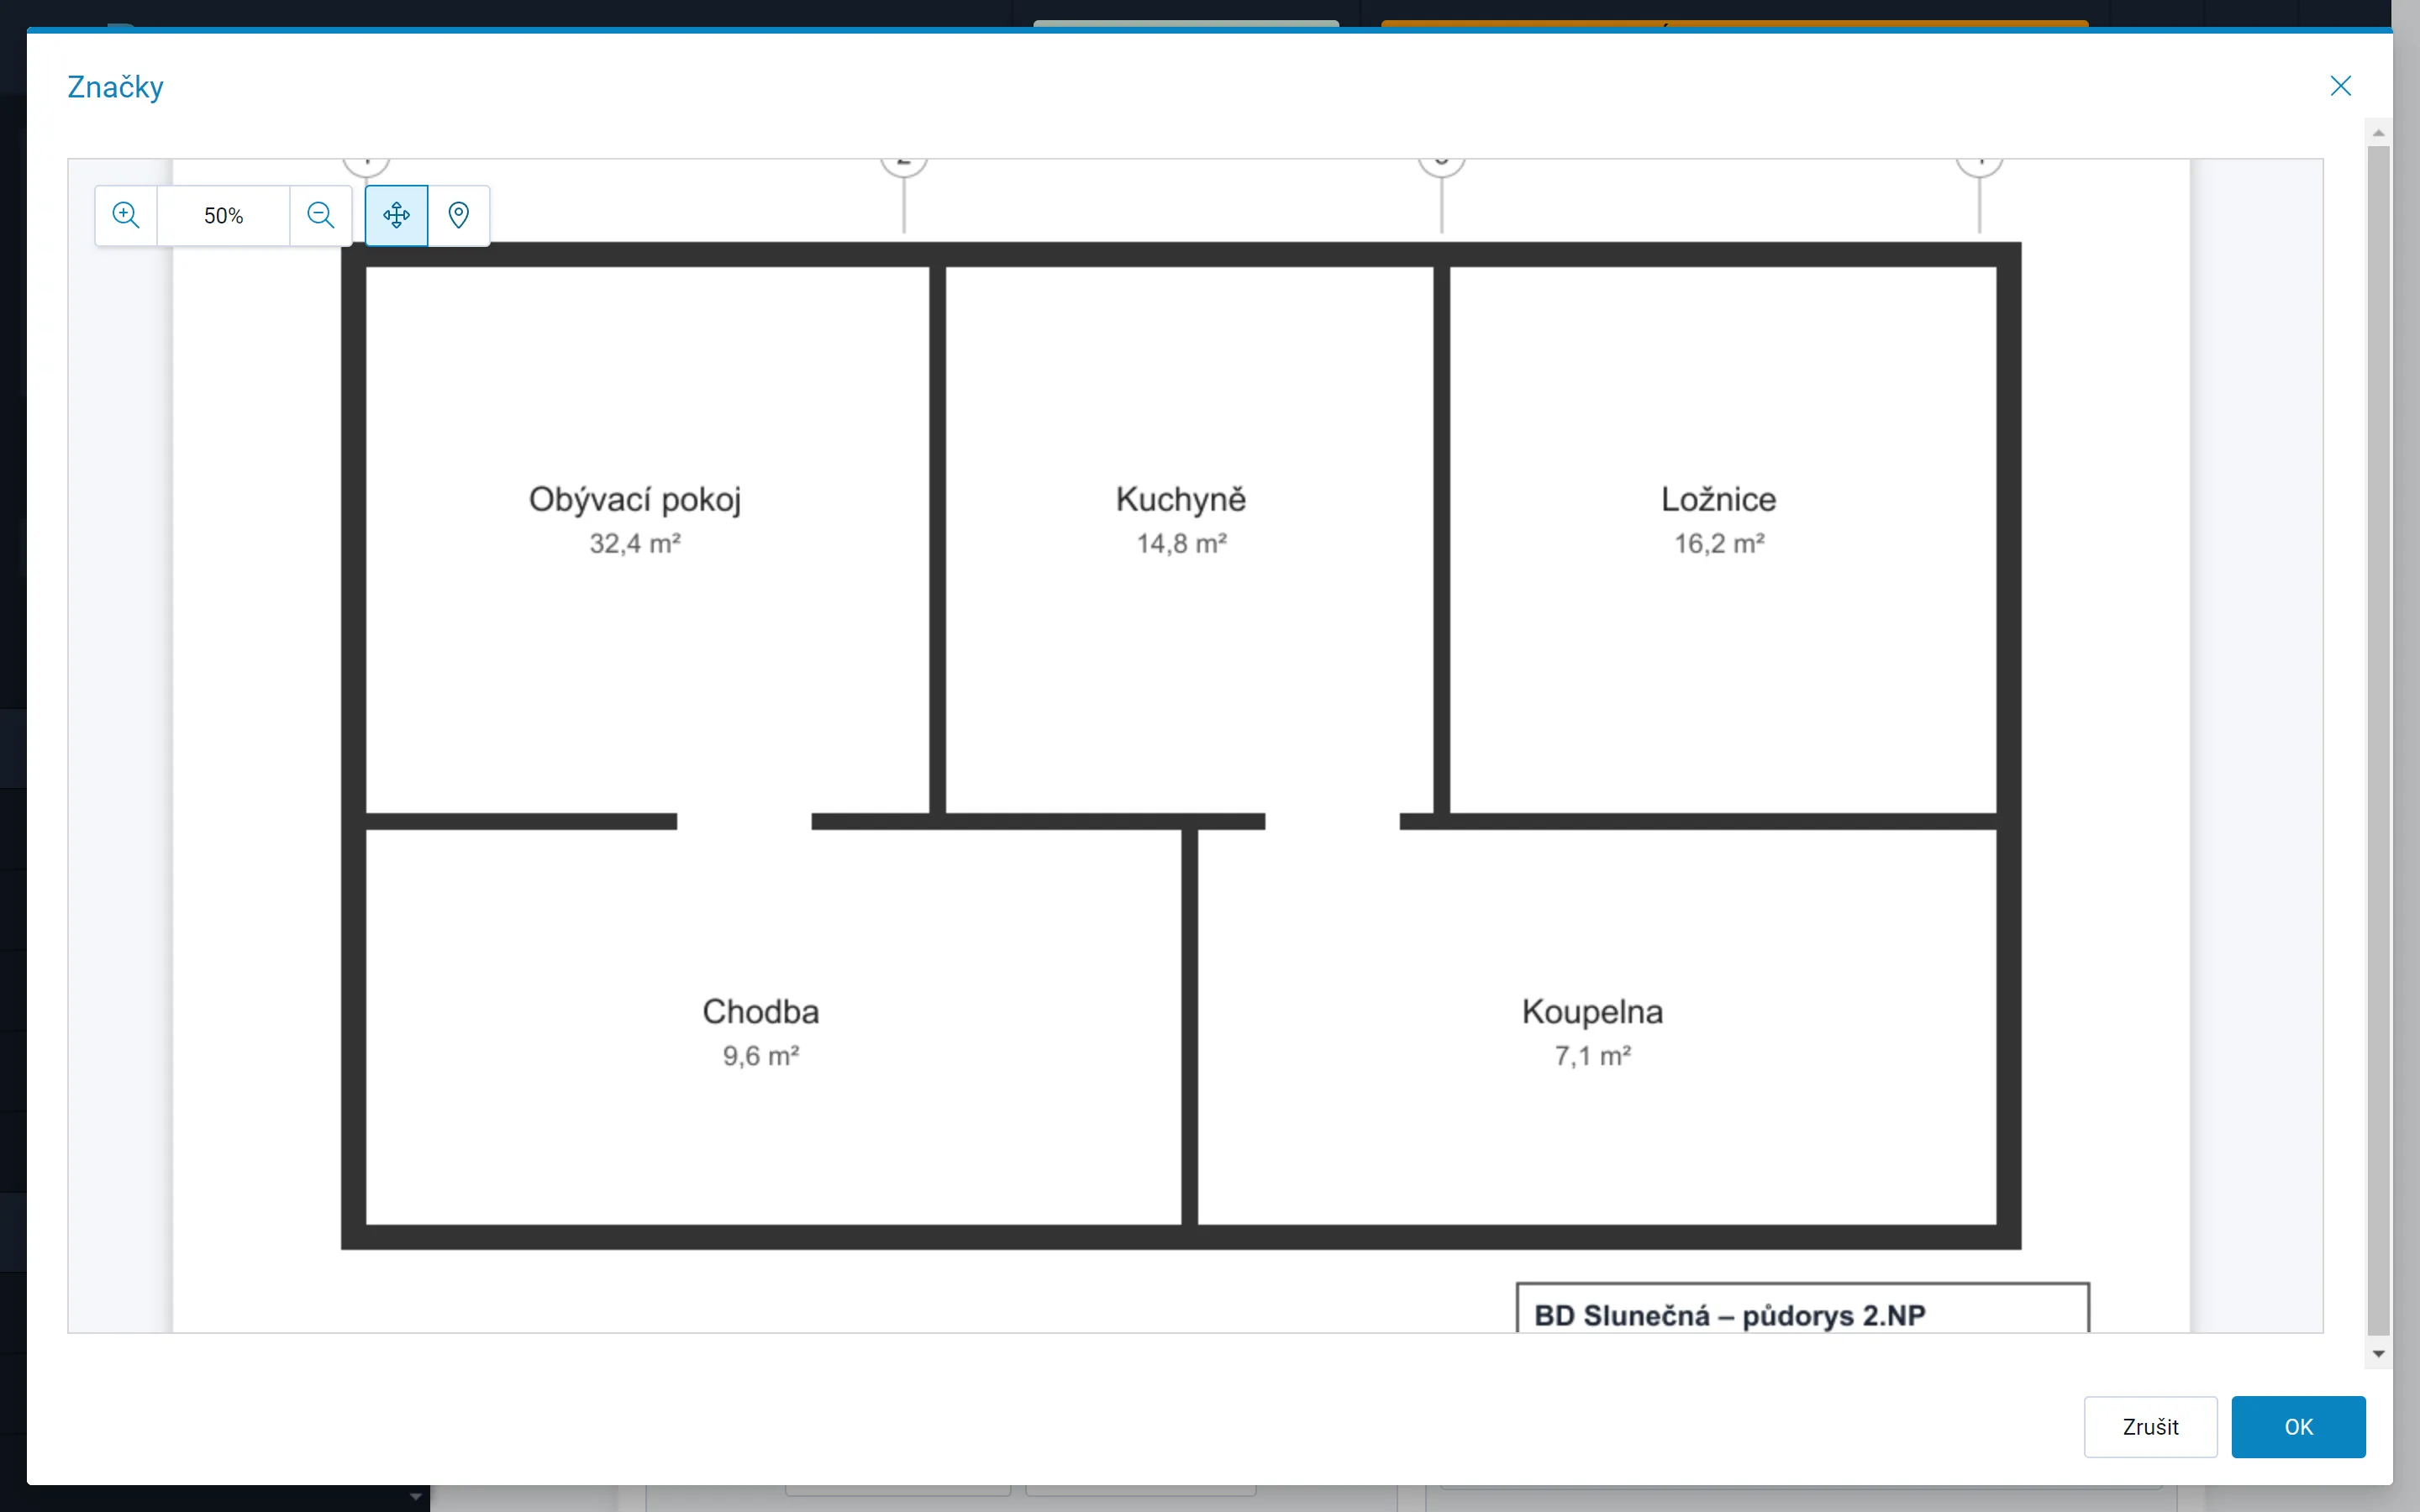 Značky
50%
Obývací pokoj
32,4 m²
Kuchyně
14,8 m²
Ložnice
16,2 m²
Chodba
9,6 m²
Koupelna
7,1 m²
BD Slunečná – půdorys 2.NP
Zrušit
OK